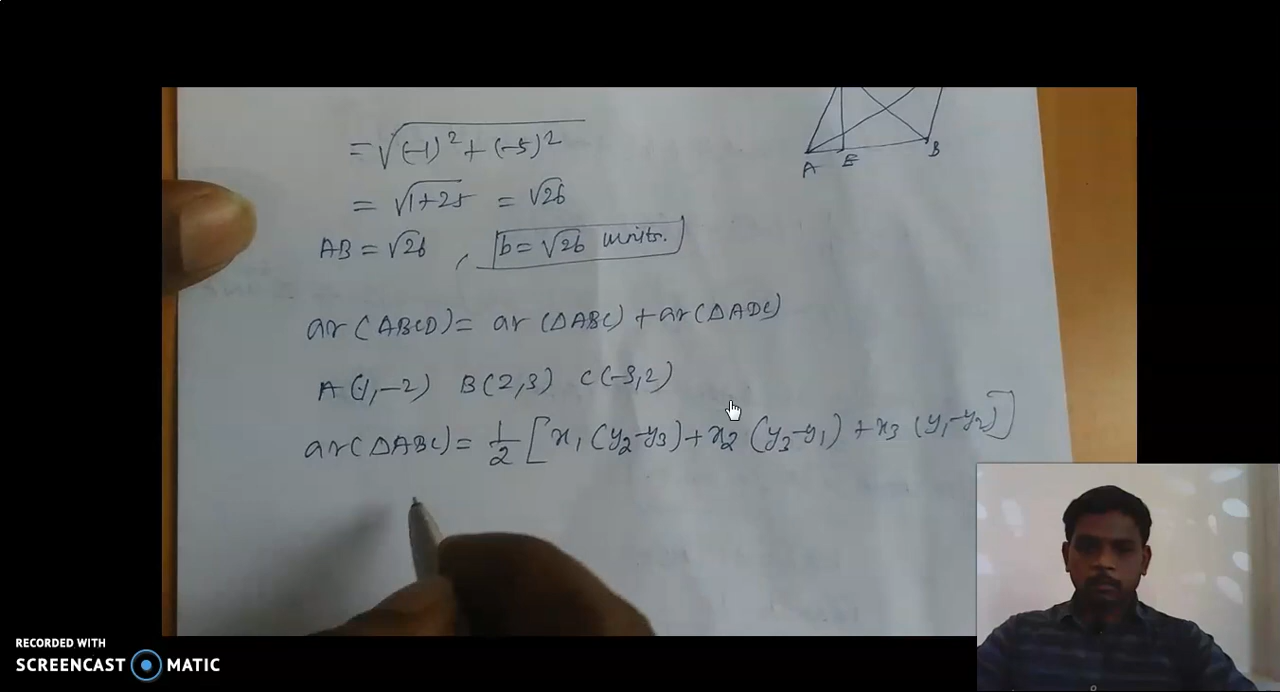 = √(-1)² + (-5)²
= √1+25 = √26
AB = √26 , b = √26 units.
A E B
ar (ABCD) = ar (ΔABC) + ar (ΔADC)
A (1,-2) B (2,3) C (-3,2)
ar (ΔABC) = 1/2 [x₁ (y₂-y₃) + x₂ (y₃-y₁) + x₃ (y₁-y₂)]
RECORDED WITH
SCREENCAST MATIC